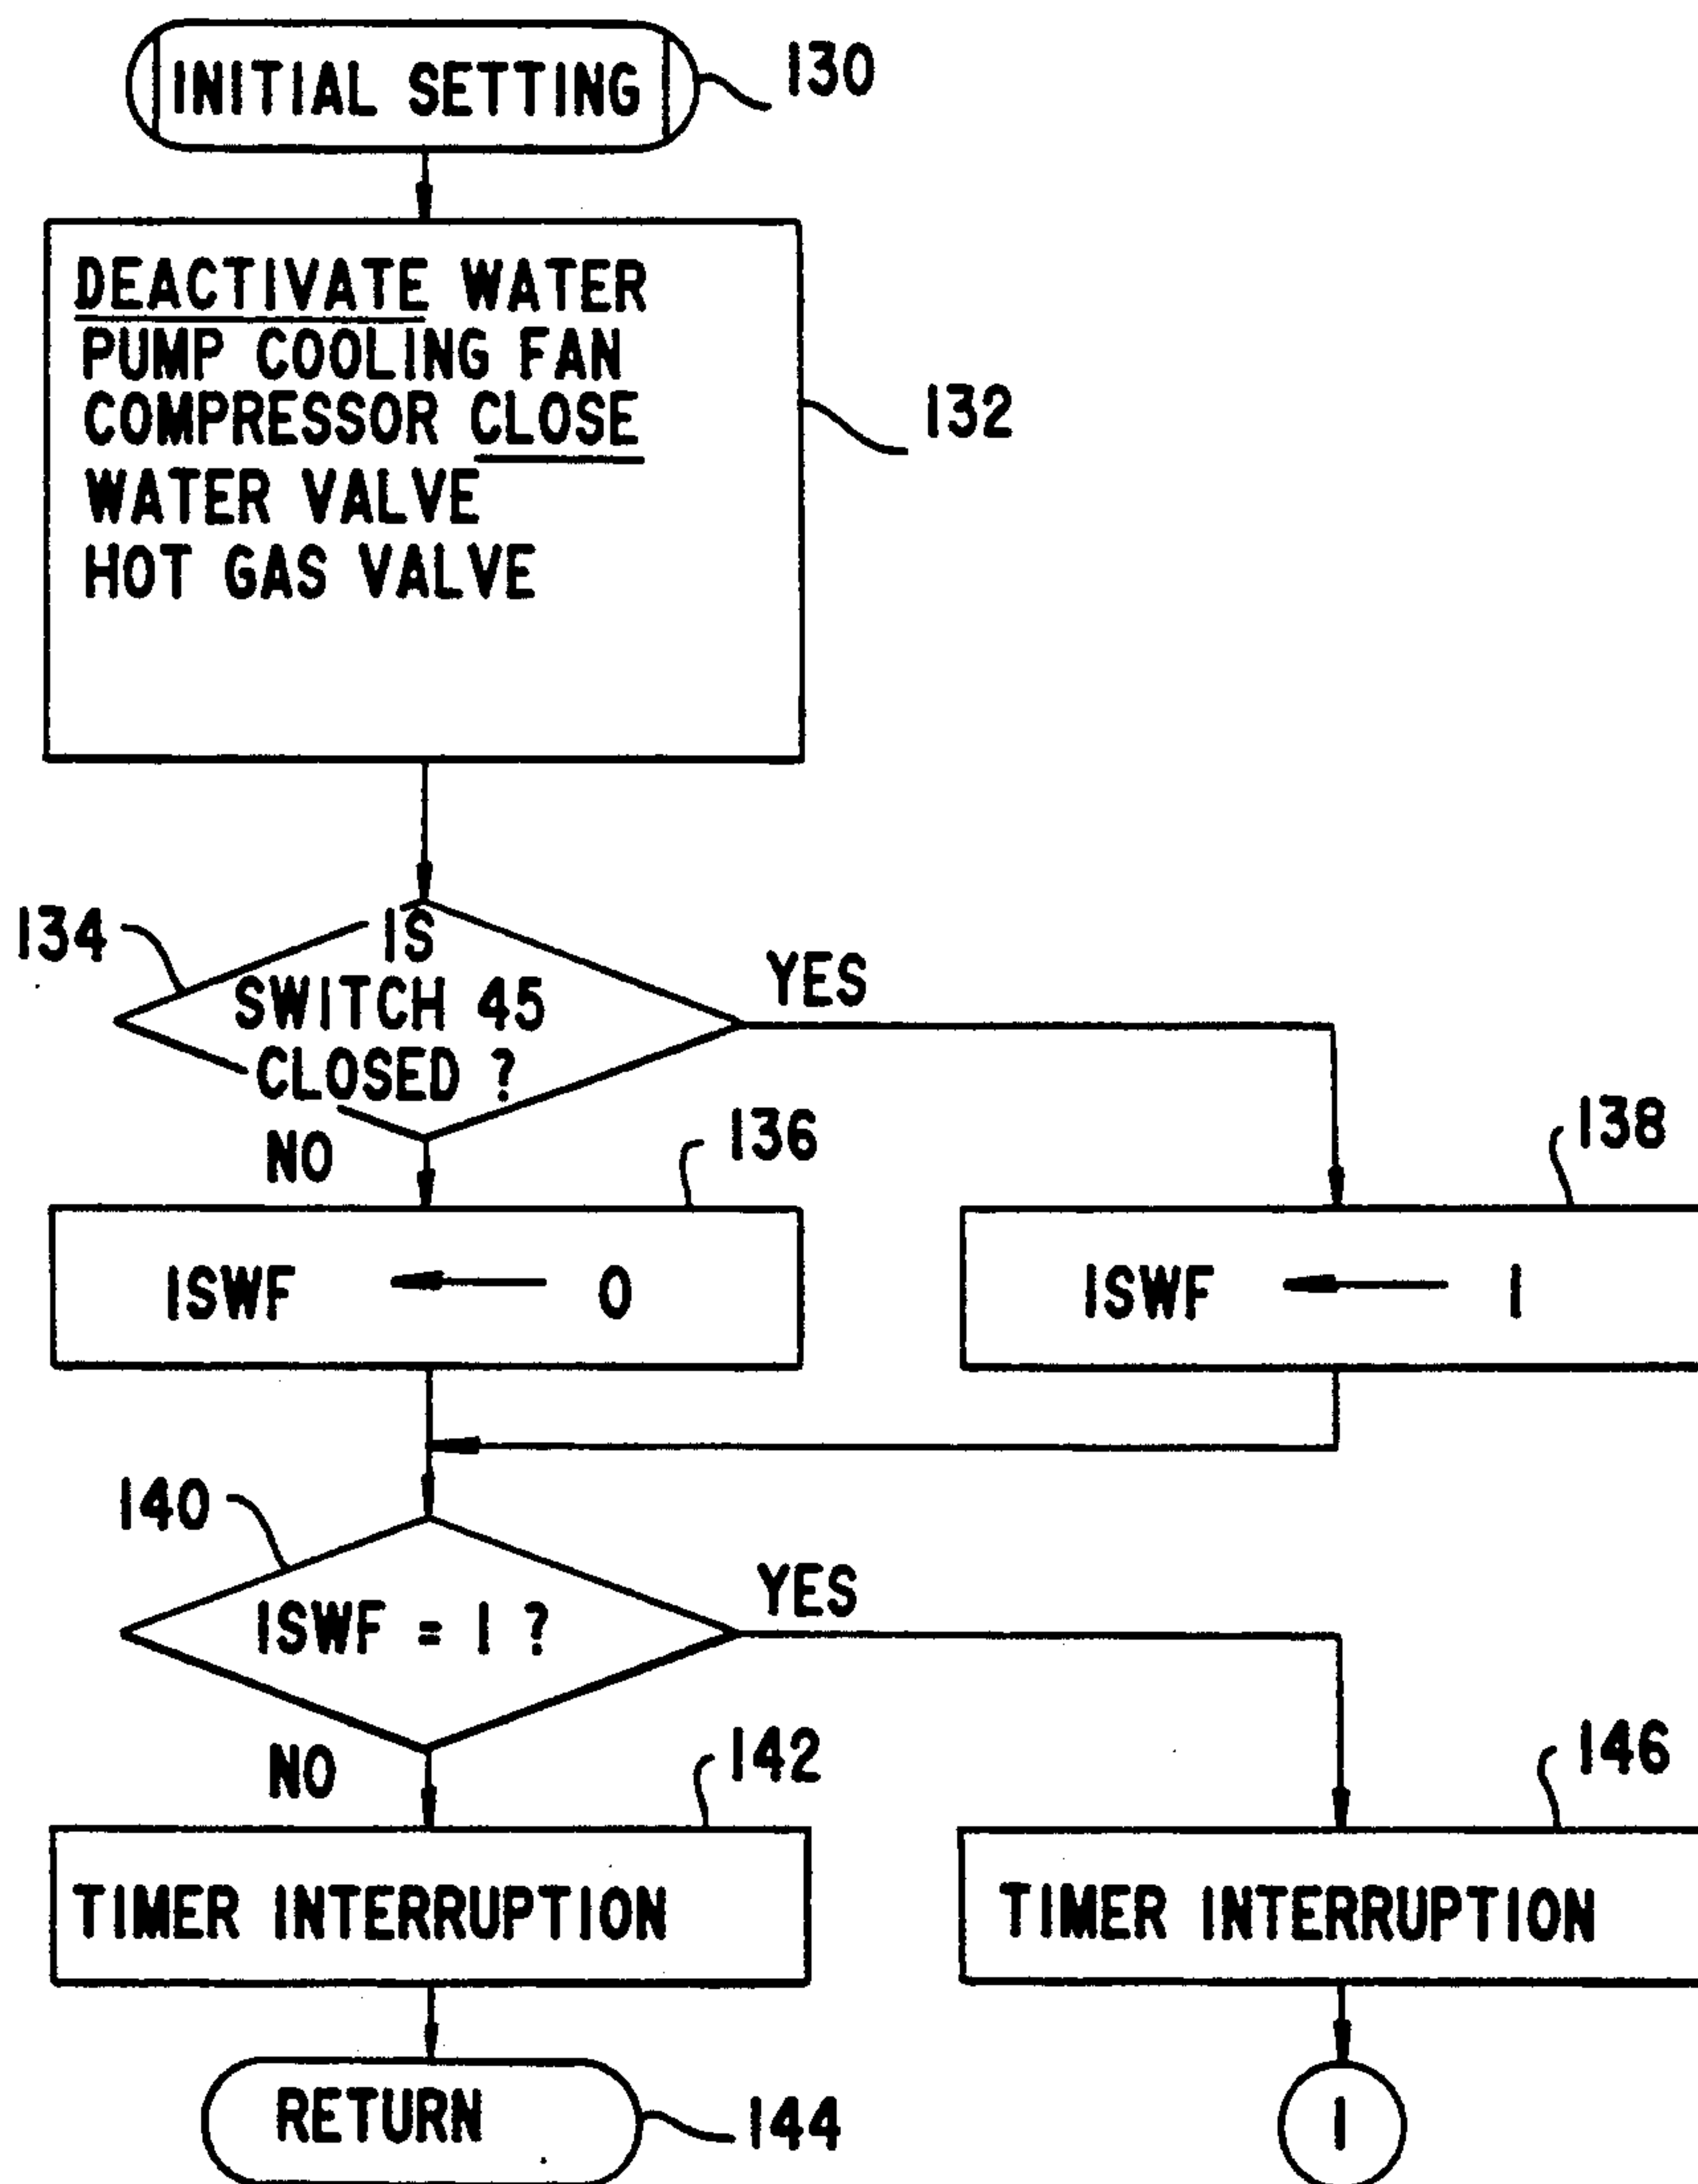 INITIAL SETTING
130
DEACTIVATE WATER
PUMP COOLING FAN
COMPRESSOR CLOSE
WATER VALVE
HOT GAS VALVE
132
134
IS
SWITCH 45
CLOSED ?
YES
NO
136
138
ISWF ← 0
ISWF ← 1
140
ISWF = 1 ?
YES
NO
142
146
TIMER INTERRUPTION
TIMER INTERRUPTION
RETURN
144
1